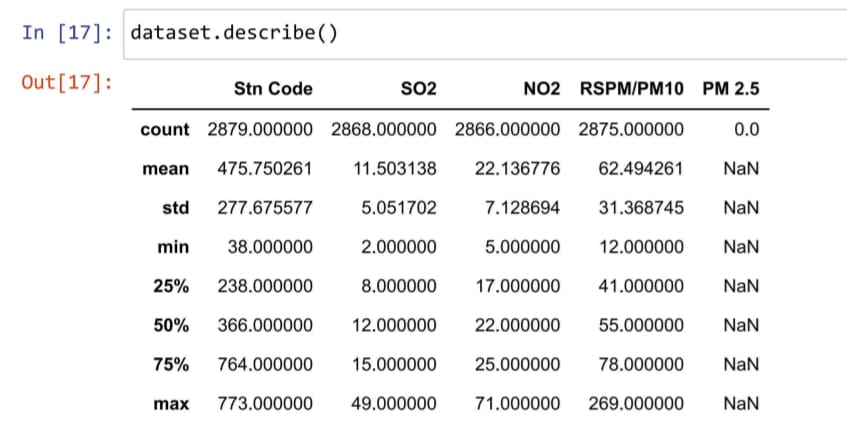 In [17]: dataset.describe()
Out[17]:
Stn Code SO2 NO2 RSPM/PM10 PM 2.5
count 2879.000000 2868.000000 2866.000000 2875.000000 0.0
mean 475.750261 11.503138 22.136776 62.494261 NaN
std 277.675577 5.051702 7.128694 31.368745 NaN
min 38.000000 2.000000 5.000000 12.000000 NaN
25% 238.000000 8.000000 17.000000 41.000000 NaN
50% 366.000000 12.000000 22.000000 55.000000 NaN
75% 764.000000 15.000000 25.000000 78.000000 NaN
max 773.000000 49.000000 71.000000 269.000000 NaN